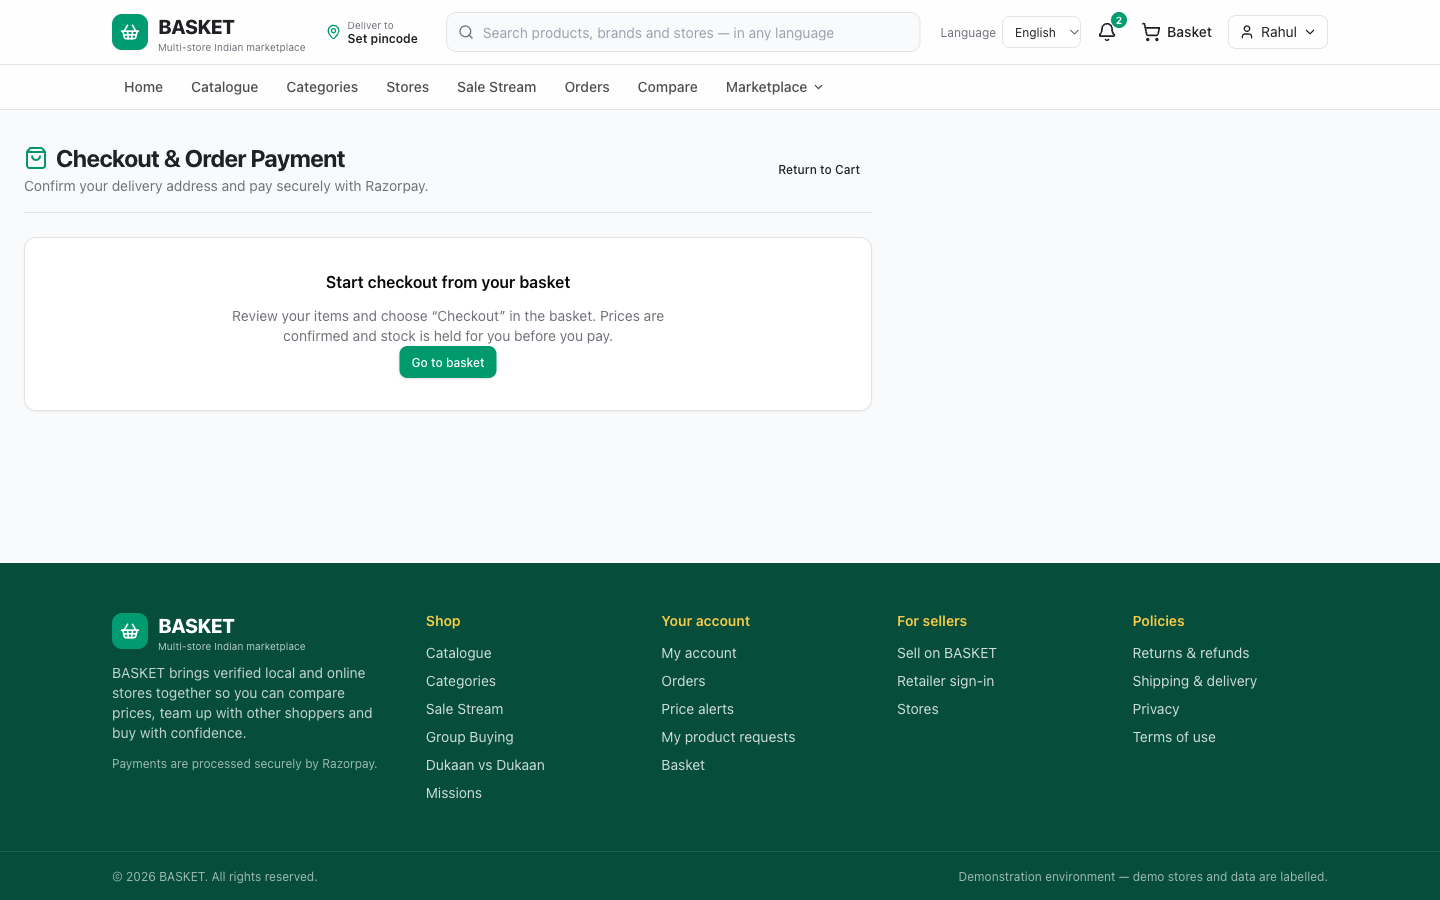 BASKET
Multi-store Indian marketplace
Deliver to
Set pincode
Search products, brands and stores — in any language
Language
English
2
Basket
Rahul
Home
Catalogue
Categories
Stores
Sale Stream
Orders
Compare
Marketplace
Checkout & Order Payment
Confirm your delivery address and pay securely with Razorpay.
Return to Cart
Start checkout from your basket
Review your items and choose “Checkout” in the basket. Prices are
confirmed and stock is held for you before you pay.
Go to basket
BASKET
Multi-store Indian marketplace
BASKET brings verified local and online
stores together so you can compare
prices, team up with other shoppers and
buy with confidence.
Payments are processed securely by Razorpay.
Shop
Catalogue
Categories
Sale Stream
Group Buying
Dukaan vs Dukaan
Missions
Your account
My account
Orders
Price alerts
My product requests
Basket
For sellers
Sell on BASKET
Retailer sign-in
Stores
Policies
Returns & refunds
Shipping & delivery
Privacy
Terms of use
© 2026 BASKET. All rights reserved.
Demonstration environment — demo stores and data are labelled.